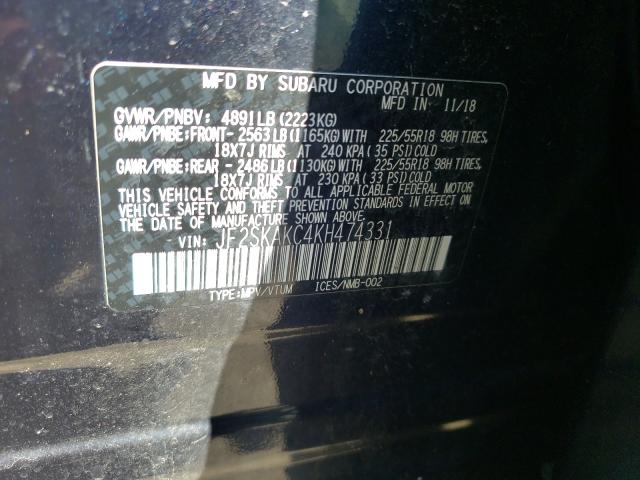 MFD BY SUBARU CORPORATION
MFD IN 11/18
GVWR/PNBV: 4891LB(2223KG)
GAWR/PNBE:FRONT- 2563LB(1165KG)WITH 225/55R18 98H TIRES,
18X7J RIMS AT 240 KPA (35 PSI)COLD
GAWR/PNBE:REAR - 2486LB(1130KG)WITH 225/55R18 98H TIRES,
18X7J RIMS AT 230 KPA (33 PSI)COLD
THIS VEHICLE CONFORMS TO ALL APPLICABLE FEDERAL MOTOR
VEHICLE SAFETY AND THEFT PREVENTION STANDARDS IN EFFECT ON
THE DATE OF MANUFACTURE SHOWN ABOVE.
VIN: JF2SKAKC4KH474331
TYPE:MPV/VTUM ICES/NMB-002